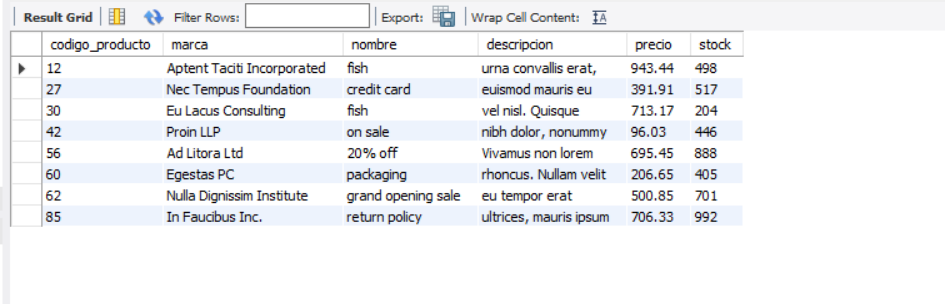 Result Grid Filter Rows: Export: Wrap Cell Content: IA
codigo_producto marca nombre descripcion precio stock
12 Aptent Taciti Incorporated fish urna convallis erat, 943.44 498
27 Nec Tempus Foundation credit card euismod mauris eu 391.91 517
30 Eu Lacus Consulting fish vel nisl. Quisque 713.17 204
42 Proin LLP on sale nibh dolor, nonummy 96.03 446
56 Ad Litora Ltd 20% off Vivamus non lorem 695.45 888
60 Egestas PC packaging rhoncus. Nullam velit 206.65 405
62 Nulla Dignissim Institute grand opening sale eu tempor erat 500.85 701
85 In Faucibus Inc. return policy ultrices, mauris ipsum 706.33 992